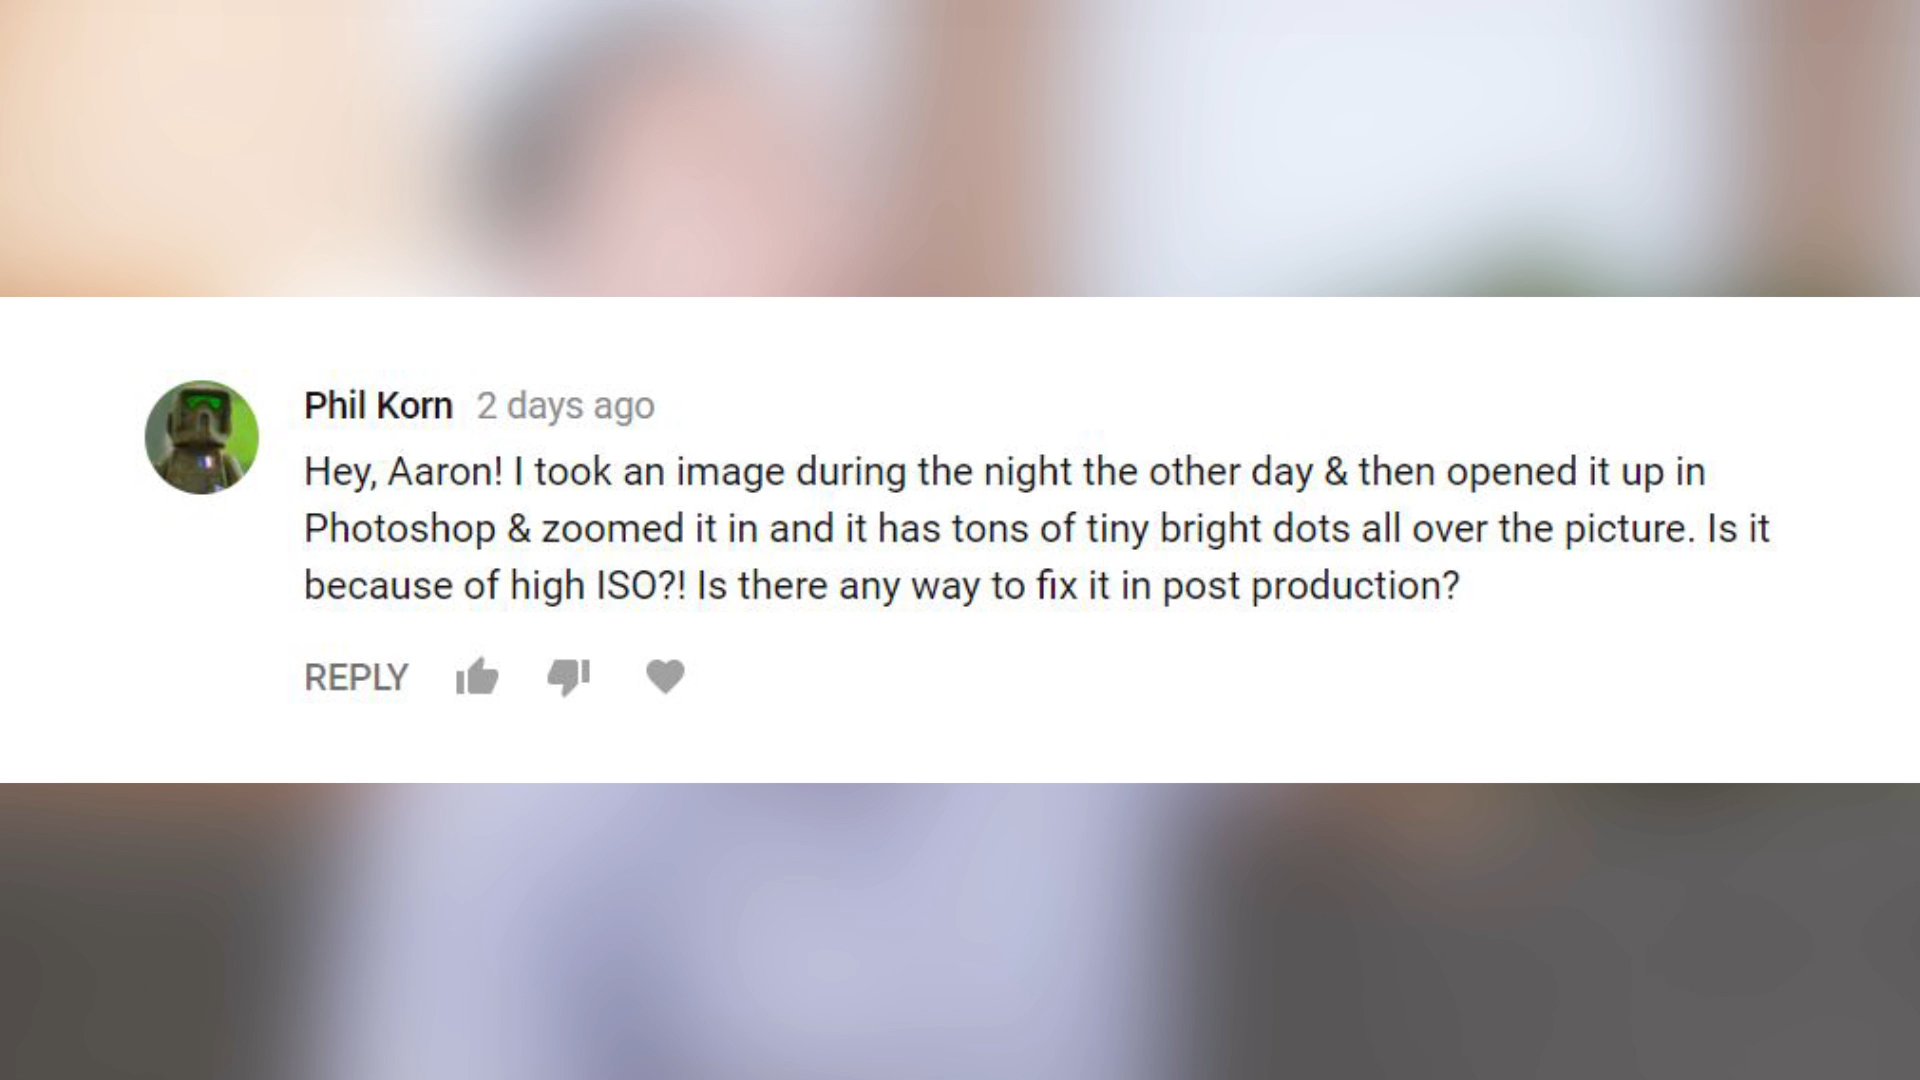 Phil Korn 2 days ago
Hey, Aaron! I took an image during the night the other day & then opened it up in
Photoshop & zoomed it in and it has tons of tiny bright dots all over the picture. Is it
because of high ISO?! Is there any way to fix it in post production?
REPLY